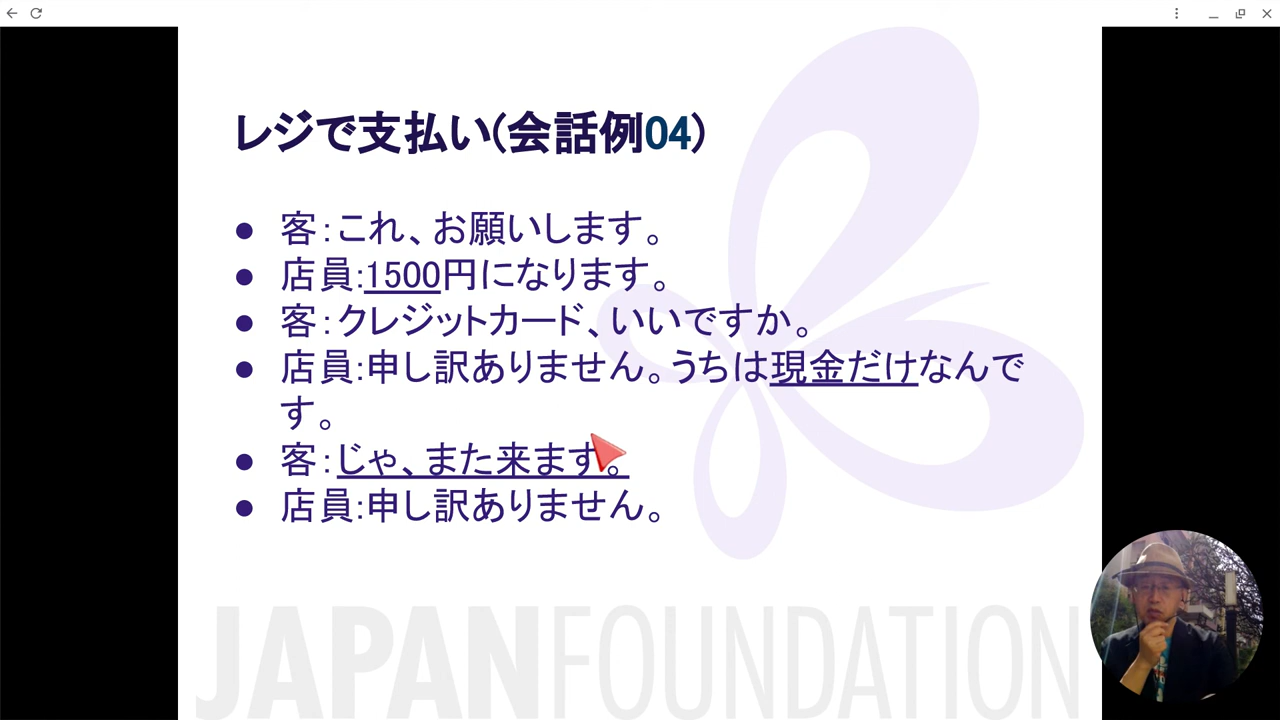 レジで支払い(会話例04)
● 客：これ、お願いします。
● 店員:1500円になります。
● 客：クレジットカード、いいですか。
● 店員:申し訳ありません。うちは現金だけなんで
す。
● 客：じゃ、また来ます。
● 店員:申し訳ありません。
JAPANFOUNDATION